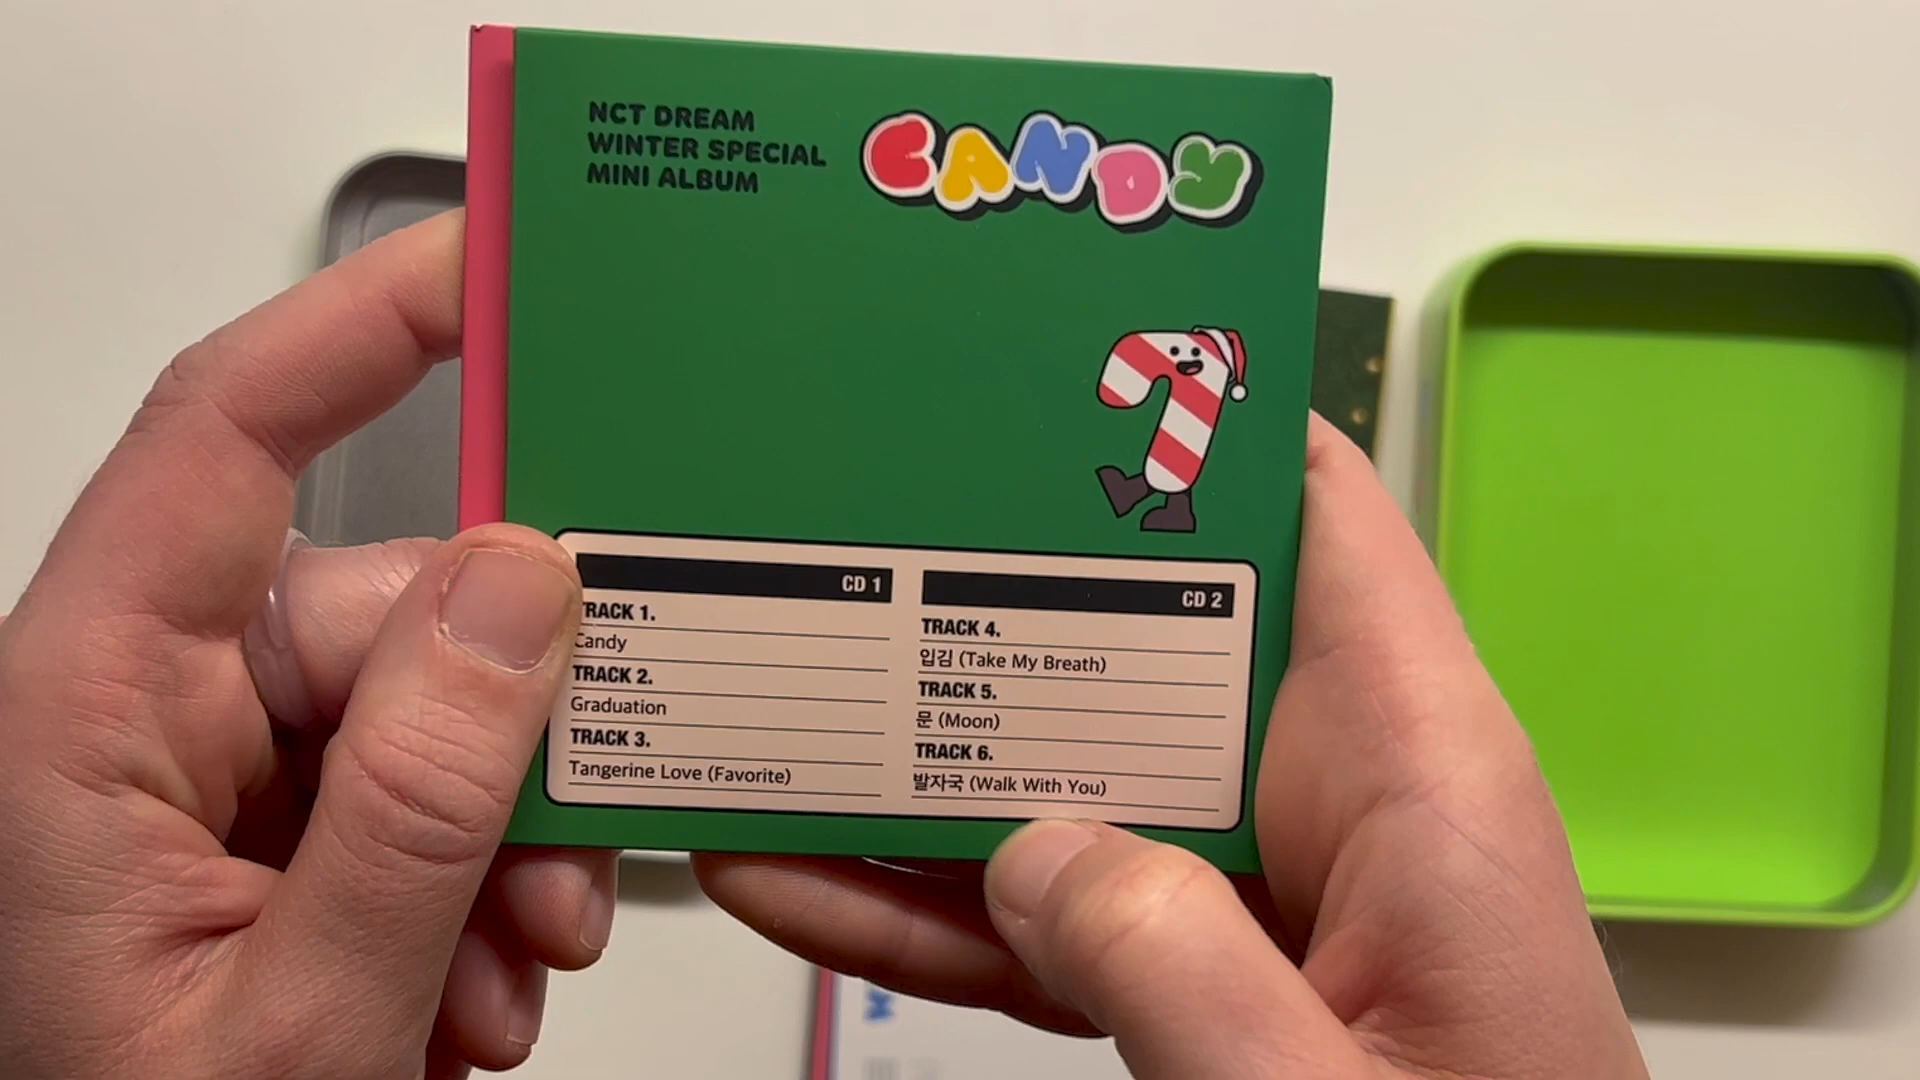 NCT DREAM
WINTER SPECIAL
MINI ALBUM
CANDY
CD 1
TRACK 1.
Candy
TRACK 2.
Graduation
TRACK 3.
Tangerine Love (Favorite)
CD 2
TRACK 4.
입김 (Take My Breath)
TRACK 5.
문 (Moon)
TRACK 6.
발자국 (Walk With You)